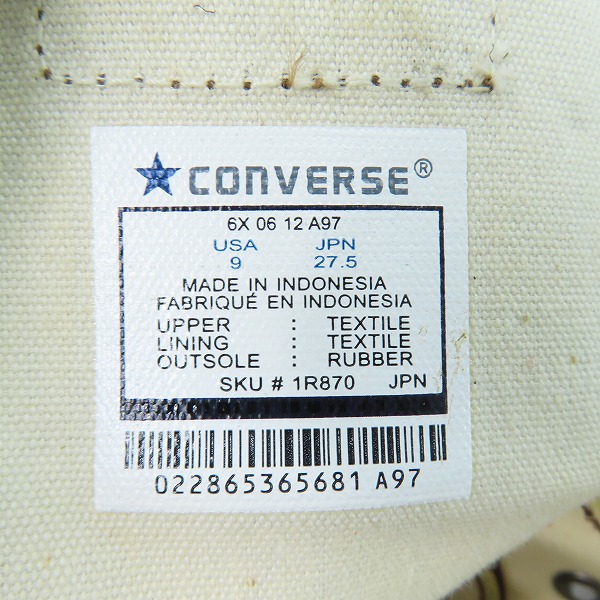 CONVERSE®
6X 06 12 A97
USA JPN
9 27.5
MADE IN INDONESIA
FABRIQUÉ EN INDONESIA
UPPER : TEXTILE
LINING : TEXTILE
OUTSOLE : RUBBER
SKU # 1R870 JPN
022865365681 A97